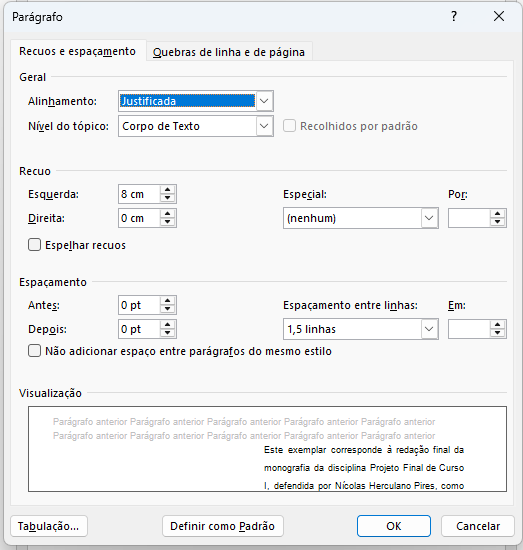 Parágrafo ?
Recuos e espaçamento Quebras de linha e de página
Geral
Alinhamento: Justificada
Nível do tópico: Corpo de Texto Recolhidos por padrão
Recuo
Esquerda: 8 cm Especial: Por:
Direita: 0 cm (nenhum)
Espelhar recuos
Espaçamento
Antes: 0 pt Espaçamento entre linhas: Em:
Depois: 0 pt 1,5 linhas
Não adicionar espaço entre parágrafos do mesmo estilo
Visualização
Parágrafo anterior Parágrafo anterior Parágrafo anterior Parágrafo anterior Parágrafo anterior
Parágrafo anterior Parágrafo anterior Parágrafo anterior Parágrafo anterior Parágrafo anterior
Este exemplar corresponde à redação final da
monografia da disciplina Projeto Final de Curso
I, defendida por Nícolas Herculano Pires, como
Tabulação... Definir como Padrão OK Cancelar